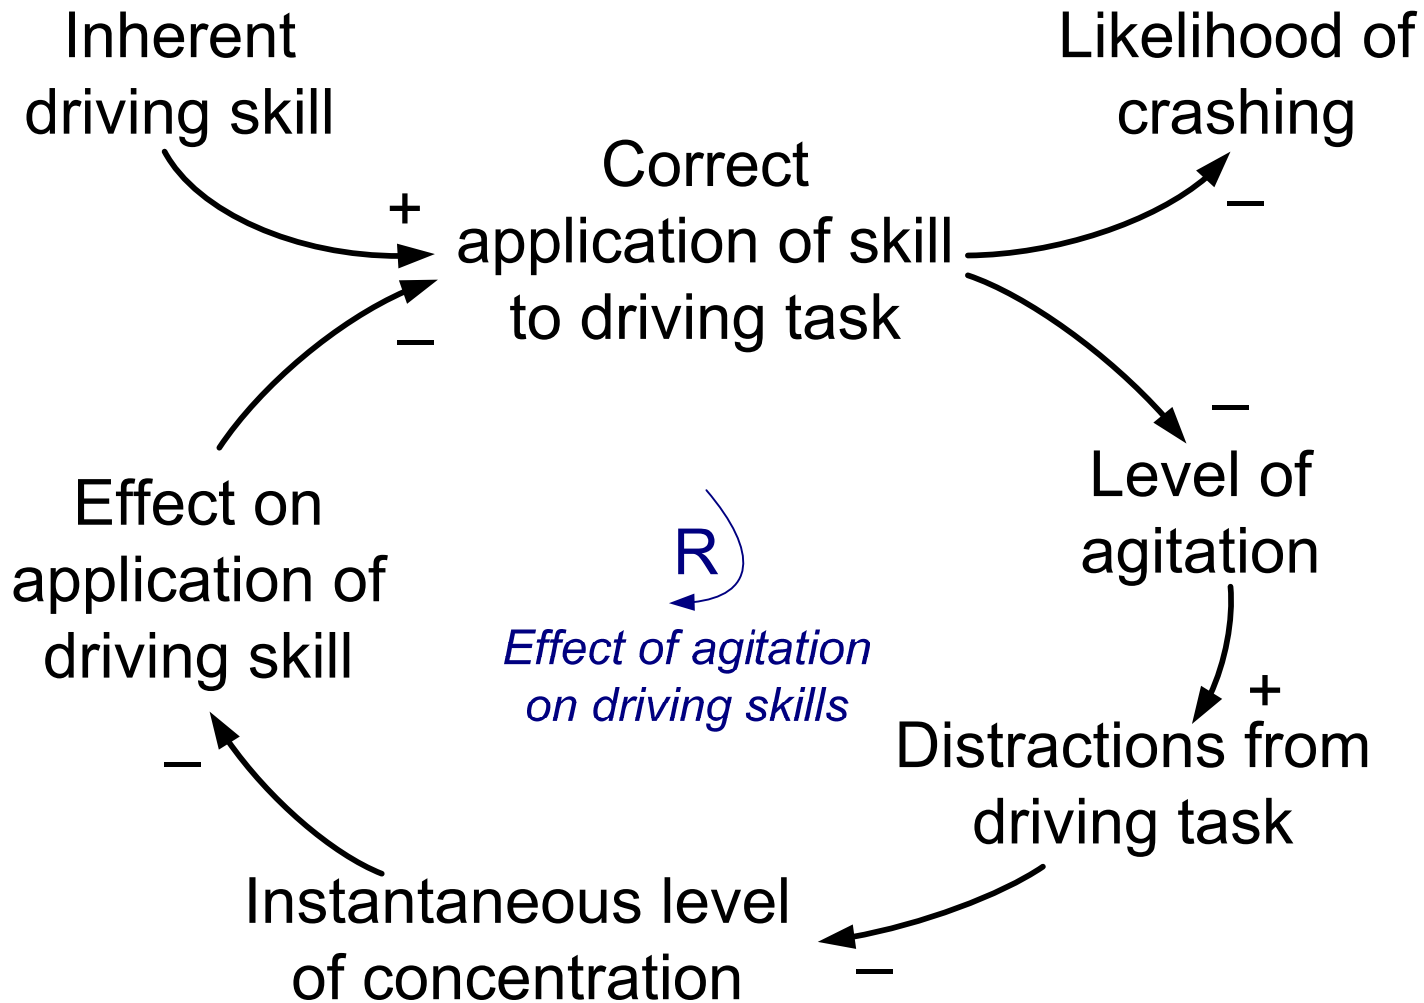 Inherent
driving skill
Likelihood of
crashing
Correct
application of skill
to driving task
+
–
–
–
Level of
agitation
Effect on
application of
driving skill
R
Effect of agitation
on driving skills
+
Distractions from
driving task
–
Instantaneous level
of concentration
–